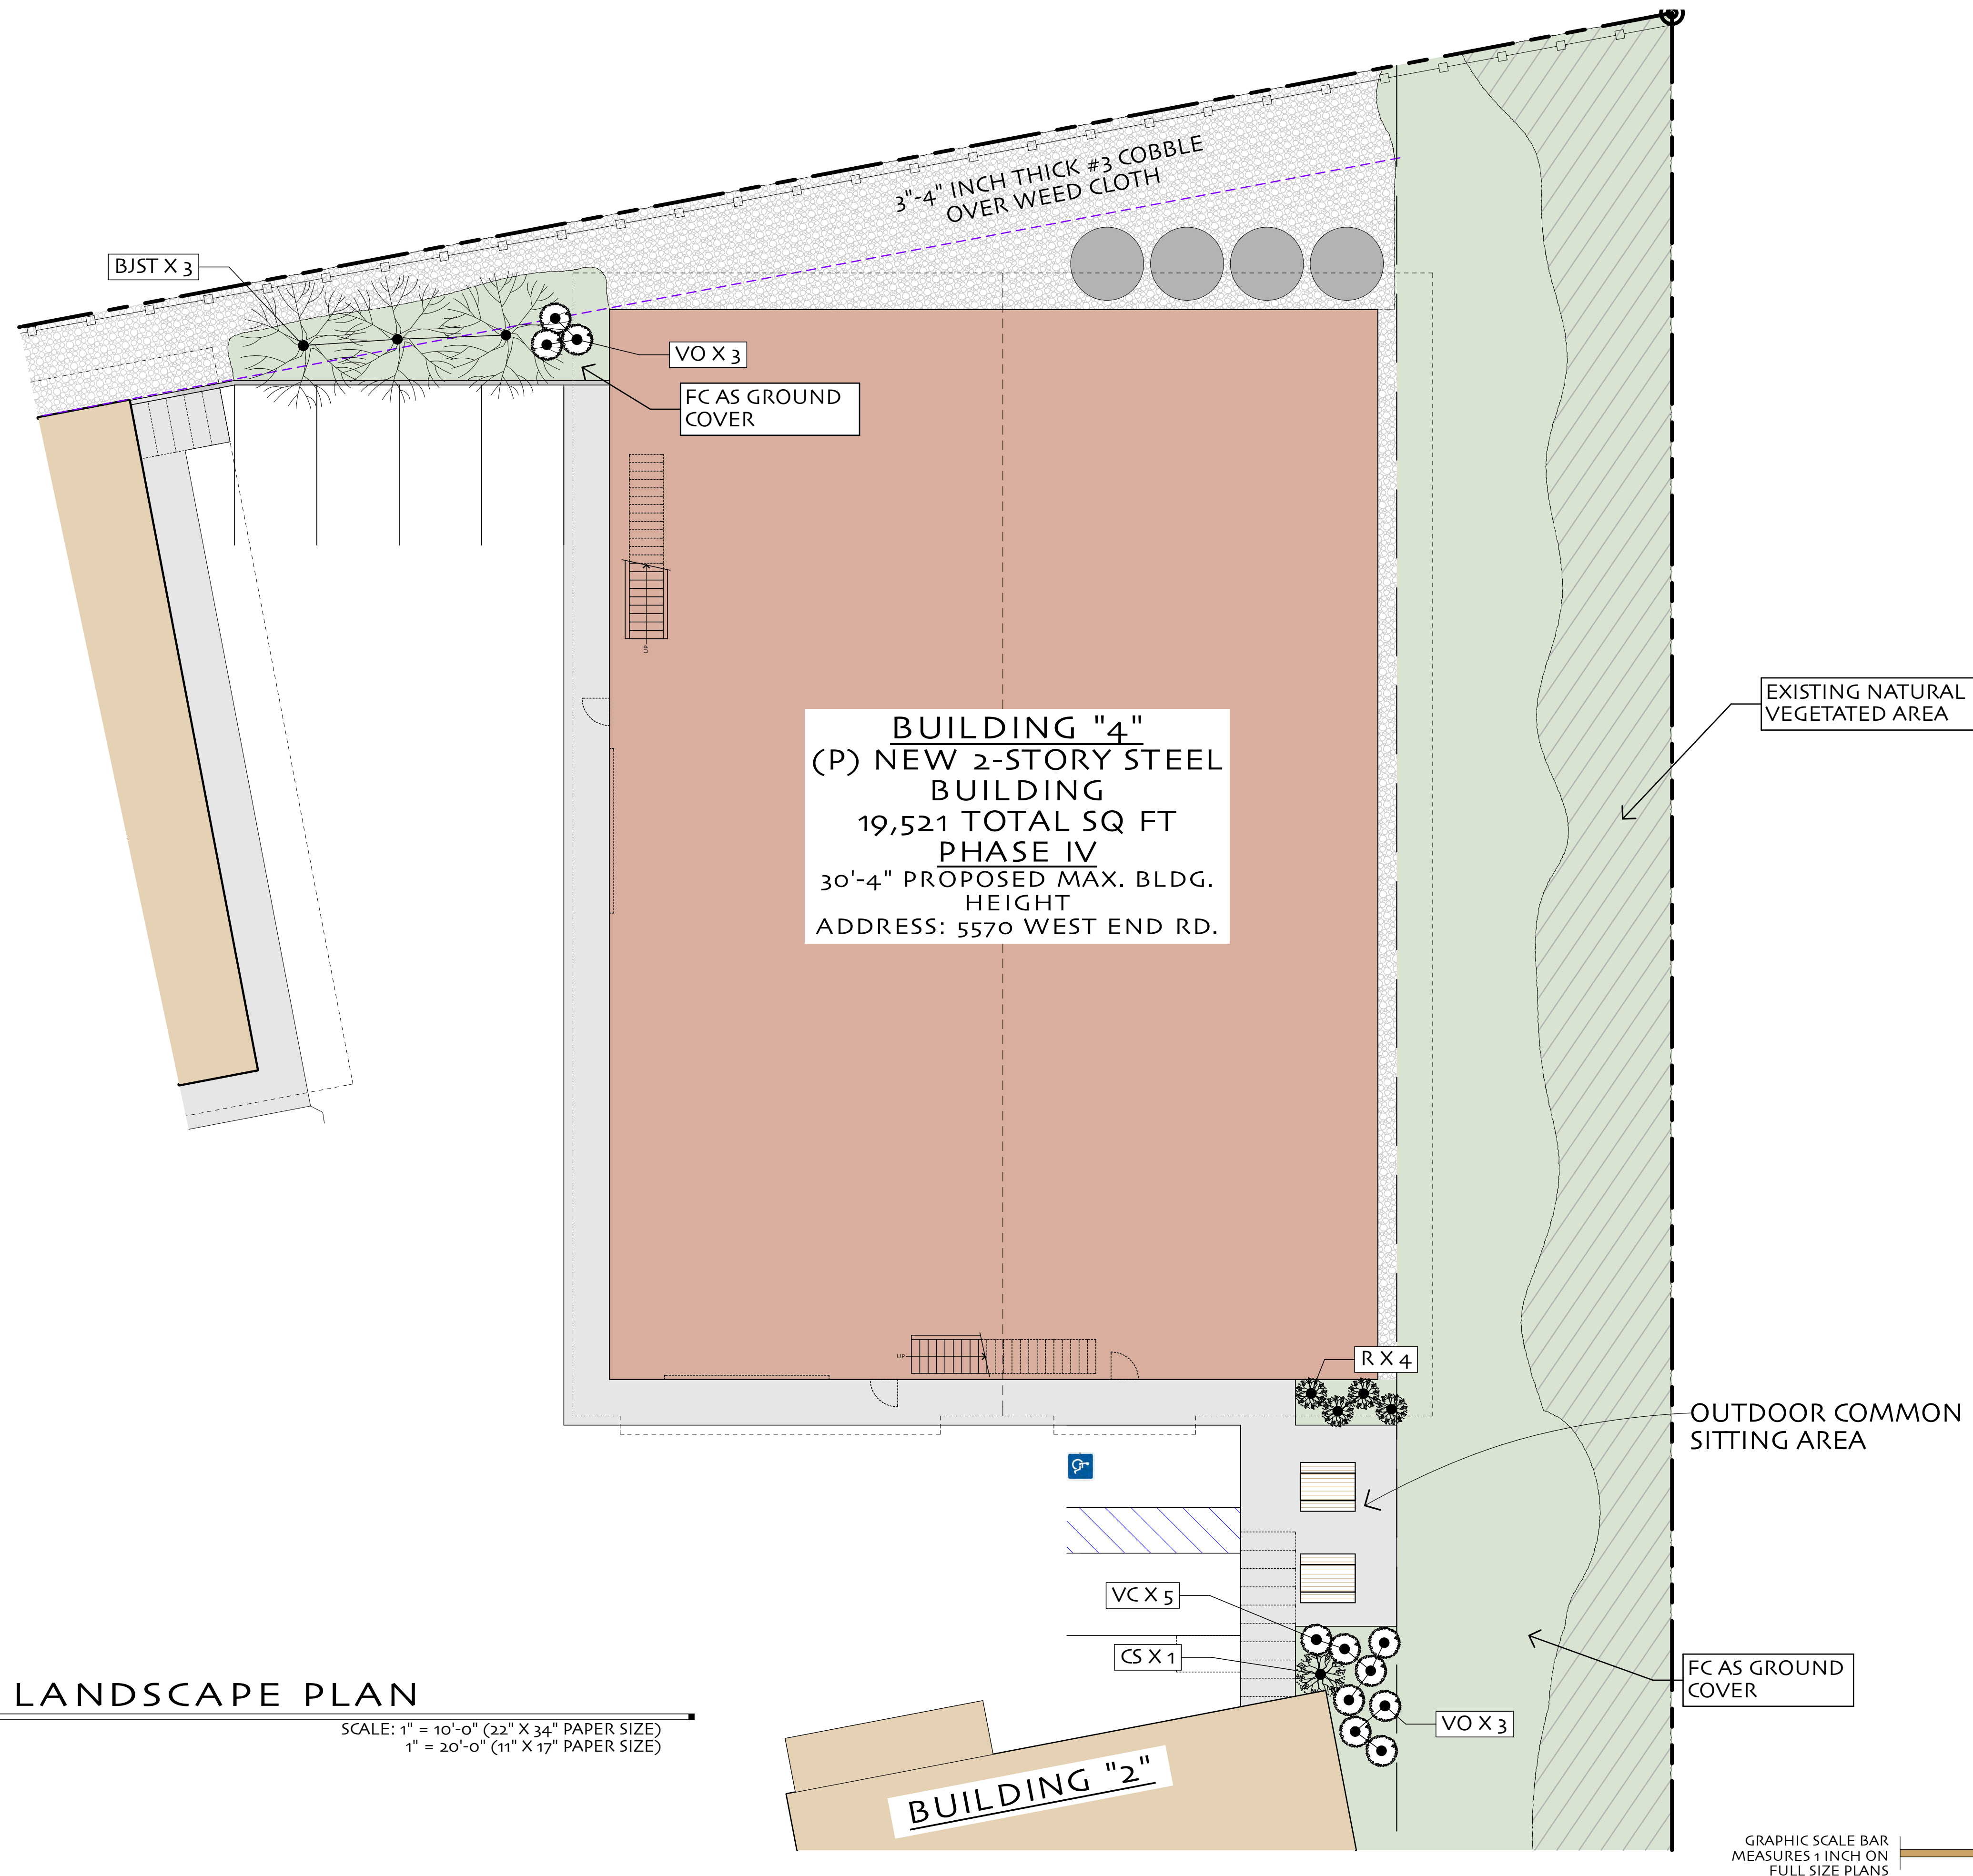 3"-4" INCH THICK #3 COBBLE
OVER WEED CLOTH
BJST X 3
VO X 3
FC AS GROUND
COVER
UP
EXISTING NATURAL
VEGETATED AREA
BUILDING "4"
(P) NEW 2-STORY STEEL
BUILDING
19,521 TOTAL SQ FT
PHASE IV
30'-4" PROPOSED MAX. BLDG.
HEIGHT
ADDRESS: 5570 WEST END RD.
UP
R X 4
OUTDOOR COMMON
SITTING AREA
VC X 5
CS X 1
FC AS GROUND
COVER
VO X 3
LANDSCAPE PLAN
SCALE: 1" = 10'-0" (22" X 34" PAPER SIZE)
1" = 20'-0" (11" X 17" PAPER SIZE)
BUILDING "2"
GRAPHIC SCALE BAR
MEASURES 1 INCH ON
FULL SIZE PLANS